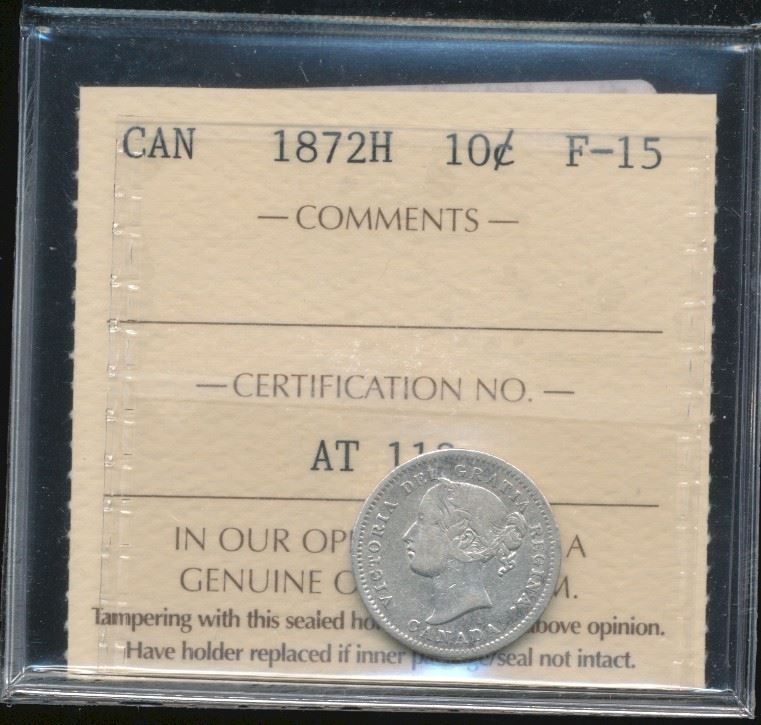 CAN 1872H 10¢ F-15
— COMMENTS —
— CERTIFICATION NO. —
AT
IN OUR A
GENUINE
Tampering with this sealed above opinion.
Have holder replaced if inner seal not intact.
VICTORIA DEI GRATIA REGINA.
CANADA